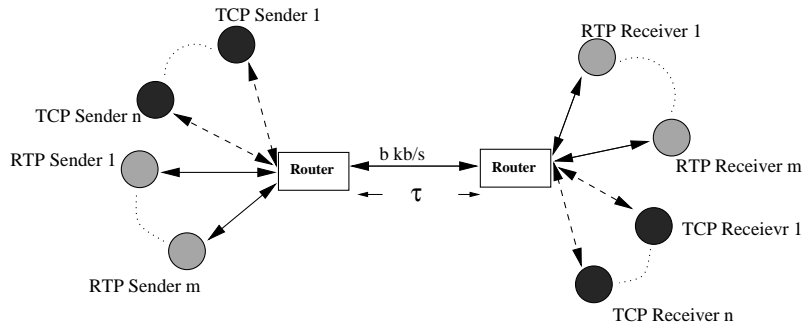 TCP Sender 1
TCP Sender n
RTP Sender 1
RTP Sender m
Router
b kb/s
τ
Router
RTP Receiver 1
RTP Receiver m
TCP Receievr 1
TCP Receiver n